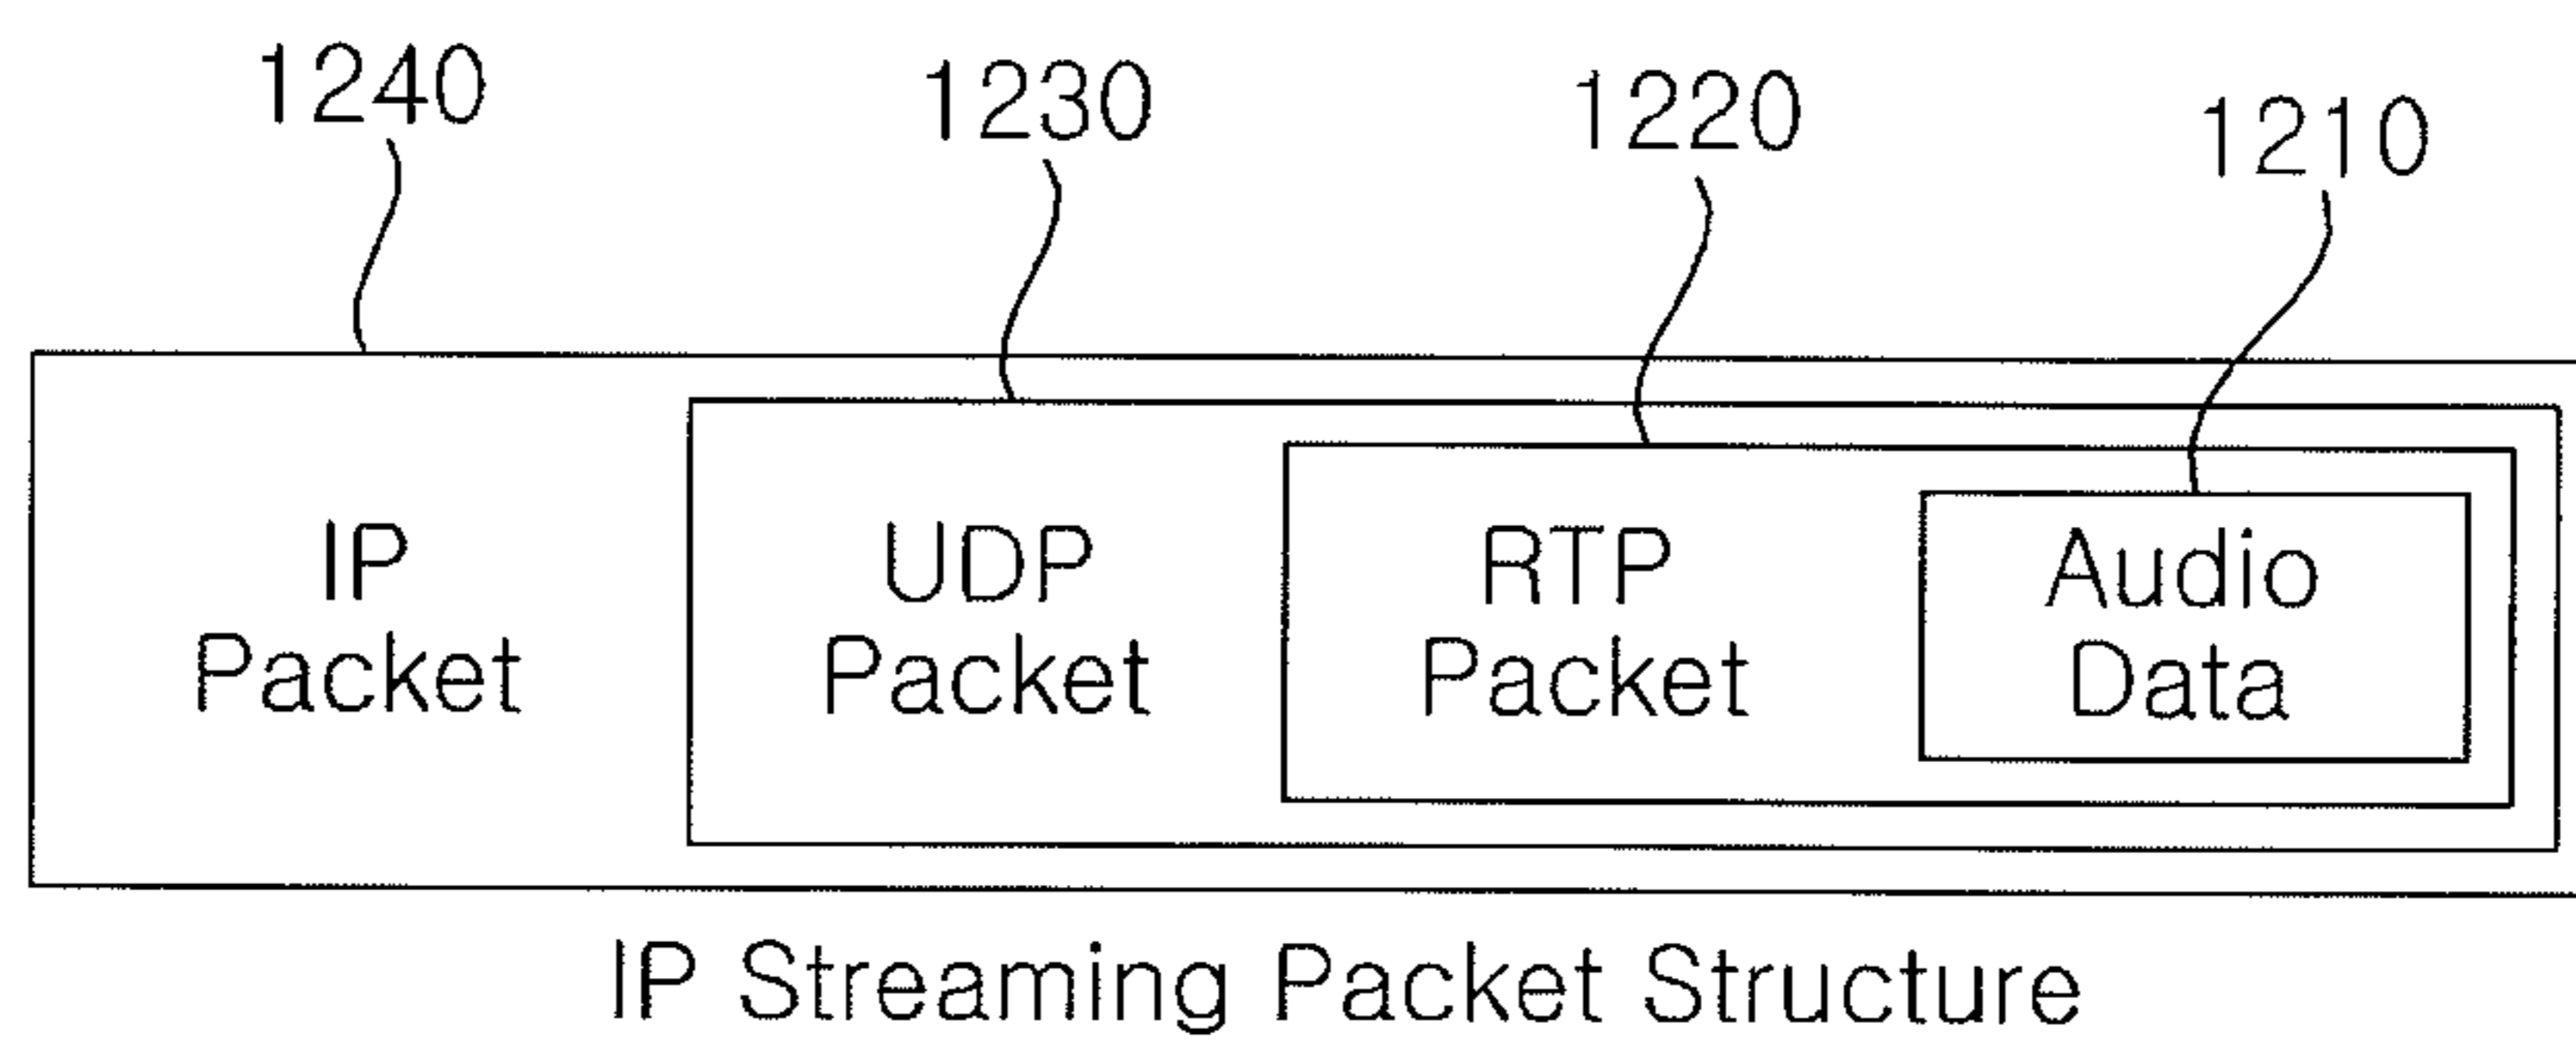 1240 1230 1220 1210
IP UDP RTP Audio
Packet Packet Packet Data
IP Streaming Packet Structure